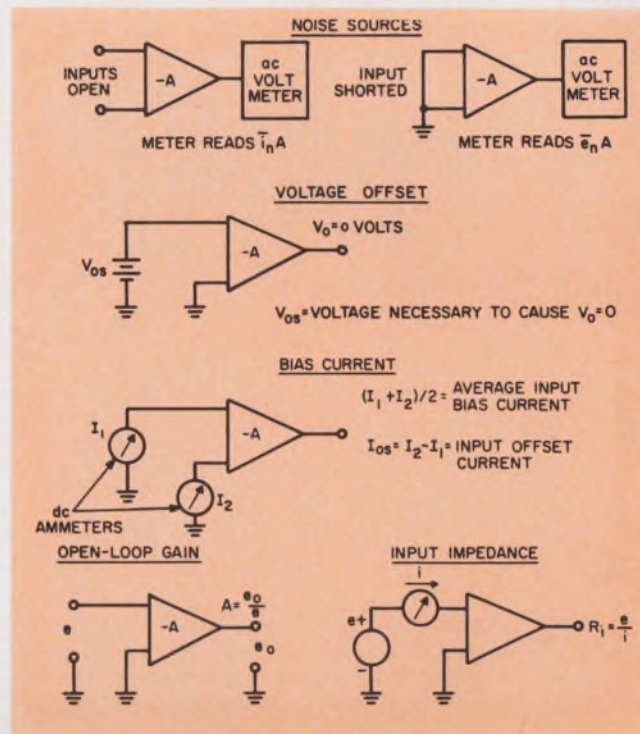 NOISE SOURCES
INPUTS
OPEN
-A
ac
VOLT
METER
METER READS i̅nA
INPUT
SHORTED
-A
ac
VOLT
METER
METER READS e̅nA
VOLTAGE OFFSET
Vos
-A
Vo=0 VOLTS
Vos=VOLTAGE NECESSARY TO CAUSE Vo=0
BIAS CURRENT
I1
-A
I2
dc
AMMETERS
(I1+I2)/2= AVERAGE INPUT
BIAS CURRENT
Ios= I2-I1= INPUT OFFSET
CURRENT
OPEN-LOOP GAIN
e
-A
A=eo/e
eo
INPUT IMPEDANCE
i
e+
-
Ri=e/i